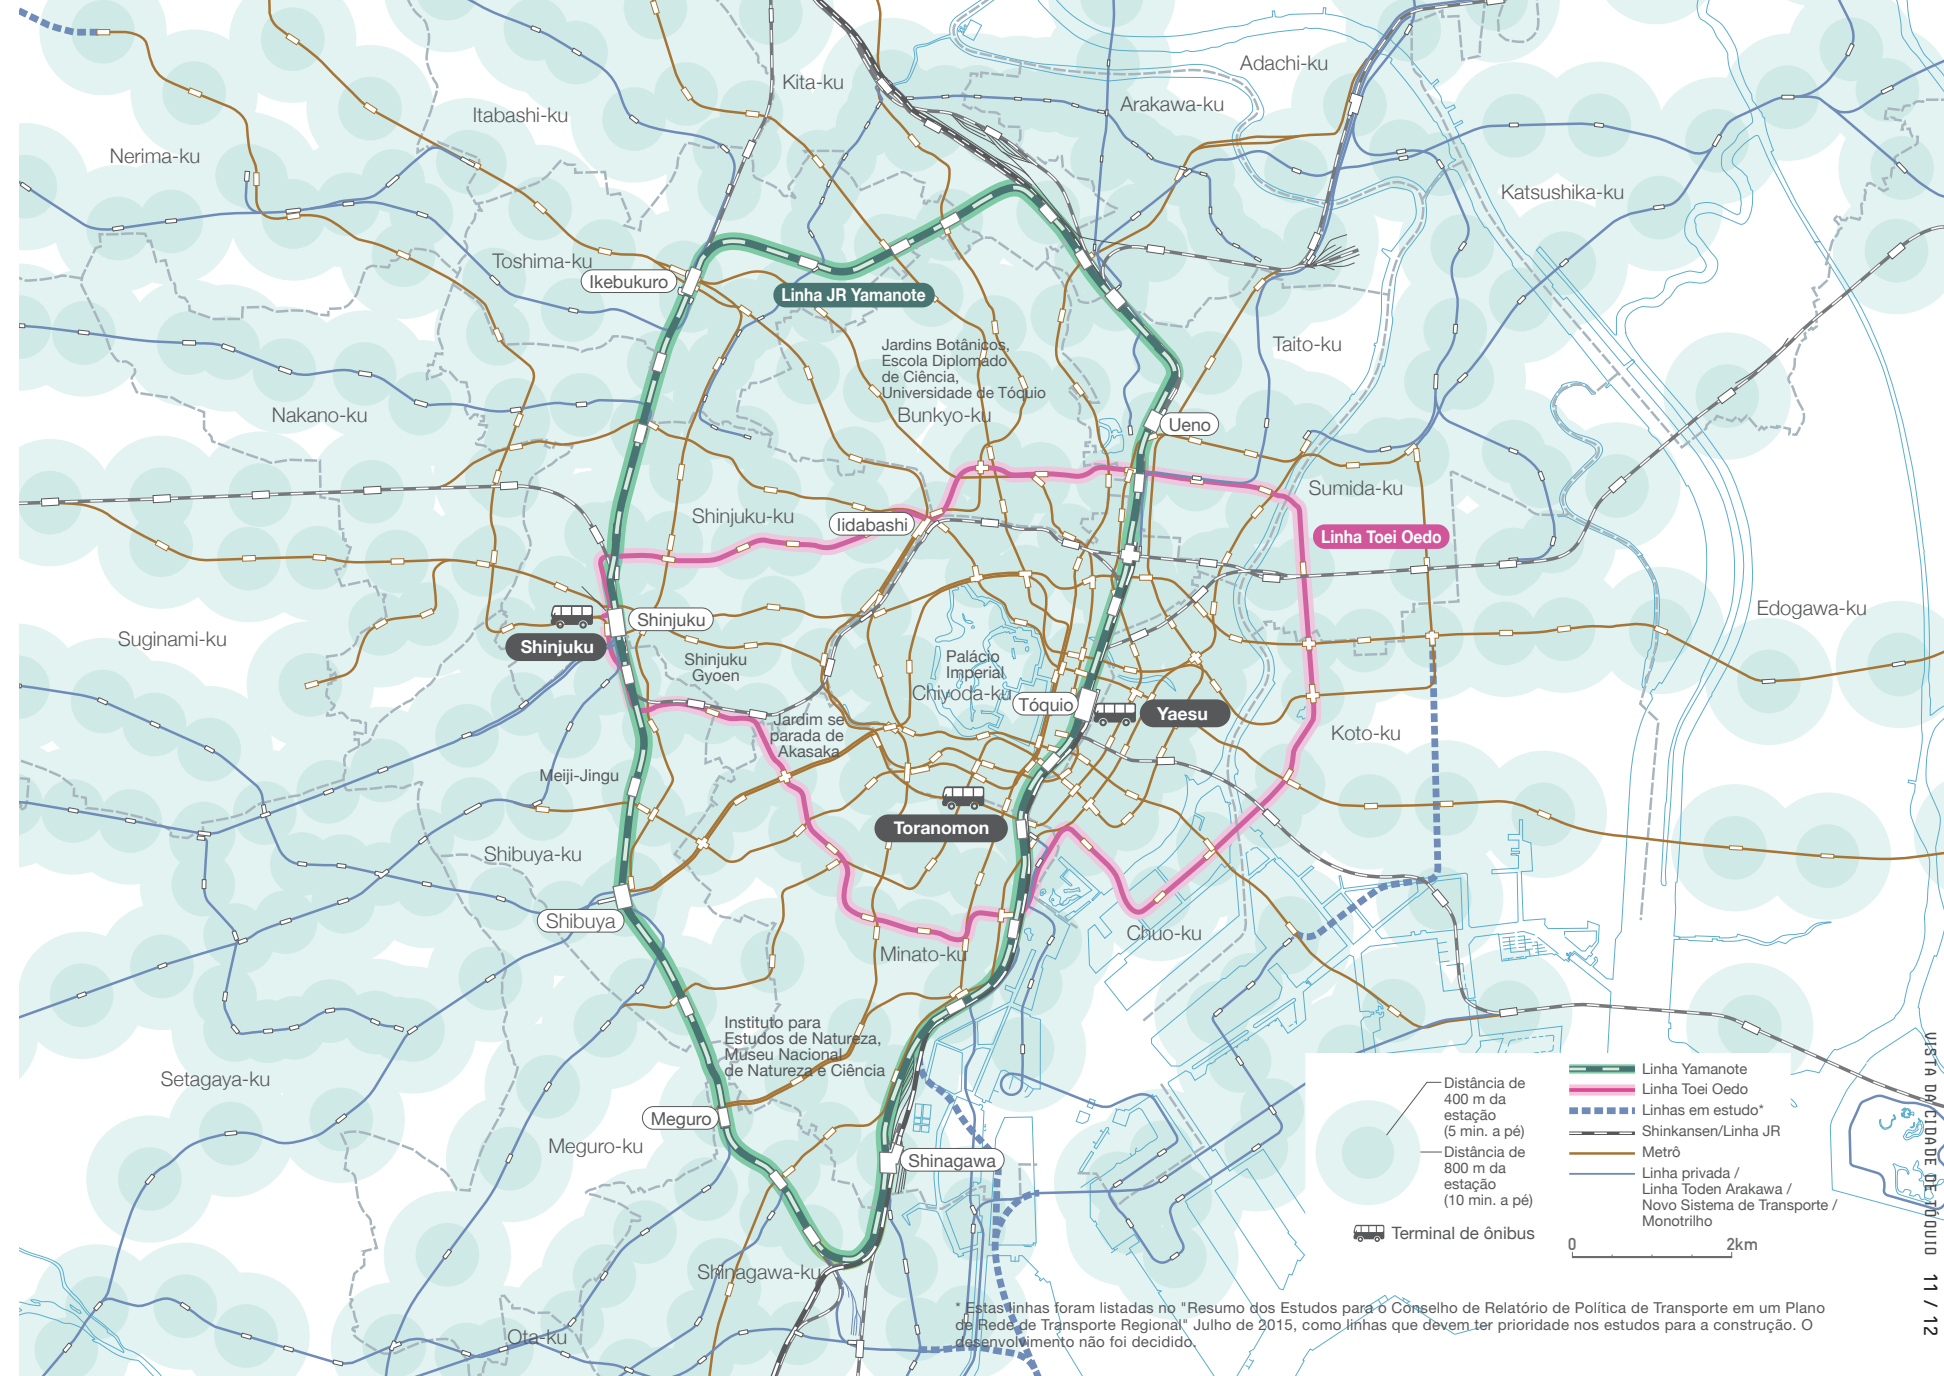 Kita-ku
Adachi-ku
Arakawa-ku
Itabashi-ku
Nerima-ku
Katsushika-ku
Toshima-ku
Ikebukuro
Linha JR Yamanote
Taito-ku
Jardins Botânicos,
Escola Diplomado
de Ciência,
Universidade de Tóquio
Bunkyo-ku
Nakano-ku
Ueno
Sumida-ku
Shinjuku-ku
Iidabashi
Linha Toei Oedo
Edogawa-ku
Suginami-ku
Shinjuku
Shinjuku
Shinjuku
Gyoen
Palácio
Imperial
Chiyoda-ku
Tóquio
Yaesu
Jardim se
parada de
Akasaka
Koto-ku
Meiji-Jingu
Toranomon
Shibuya-ku
Shibuya
Chuo-ku
Minato-ku
Instituto para
Estudos de Natureza,
Museu Nacional
de Natureza e Ciência
Setagaya-ku
Meguro
Meguro-ku
Shinagawa
Shinagawa-ku
Ota-ku
Distância de
400 m da
estação
(5 min. a pé)
Distância de
800 m da
estação
(10 min. a pé)
Terminal de ônibus
Linha Yamanote
Linha Toei Oedo
Linhas em estudo*
Shinkansen/Linha JR
Metrô
Linha privada /
Linha Toden Arakawa /
Novo Sistema de Transporte /
Monotrilho
0 2km
* Estas linhas foram listadas no "Resumo dos Estudos para o Conselho de Relatório de Política de Transporte em um Plano
de Rede de Transporte Regional" Julho de 2015, como linhas que devem ter prioridade nos estudos para a construção. O
desenvolvimento não foi decidido.
VISTA DA CIDADE DE TÓQUIO 11 / 12